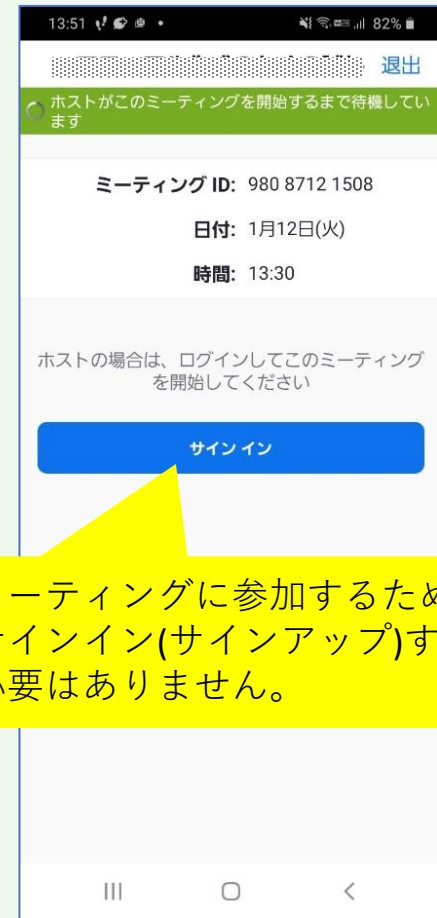 13:51 82%
退出
ホストがこのミーティングを開始するまで待機してい
ます
ミーティング ID: 980 8712 1508
日付: 1月12日(火)
時間: 13:30
ホストの場合は、ログインしてこのミーティング
を開始してください
サイン イン
ーティングに参加するため
サインイン(サインアップ)す
必要はありません。